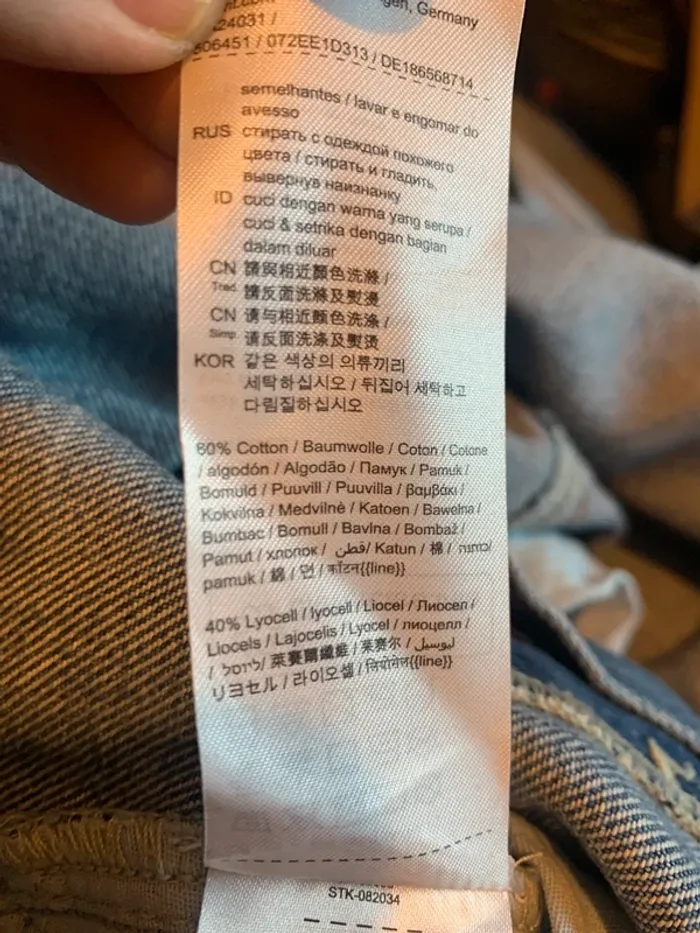 gen, Germany
24031 /
506451 / 072EE1D313 / DE186568714
semelhantes / lavar e engomar do
avesso
RUS стирать с одеждой похожего
цвета / стирать и гладить,
вывернув наизнанку
ID cuci dengan warna yang serupa /
cuci & setrika dengan bagian
dalam diluar
CN 請與相近顏色洗滌 /
Trad. 請反面洗滌及熨燙
CN 请与相近颜色洗涤 /
Simp. 请反面洗涤及熨烫
KOR 같은 색상의 의류끼리
세탁하십시오 / 뒤집어 세탁하고
다림질하십시오
60% Cotton / Baumwolle / Coton / Cotone
/ algodón / Algodão / Памук / Pamuk /
Bomuld / Puuvill / Puuvilla / βαμβάκι /
Kokvilna / Medvilnė / Katoen / Bawełna /
Bumbac / Bomull / Bavlna / Bombaž /
Pamut / хлопок / قطن / Katun / 棉 / כותנה /
pamuk / 綿 / 면 / कॉटन{{line}}
40% Lyocell / lyocell / Liocel / Лиосел /
Liocels / Lajocelis / Lyocel / лиоцелл /
ليوسيل / 莱赛尔 / 萊賽爾纖維 / ליוסל /
リヨセル / 라이오셀 / {{line}}
STK-082034